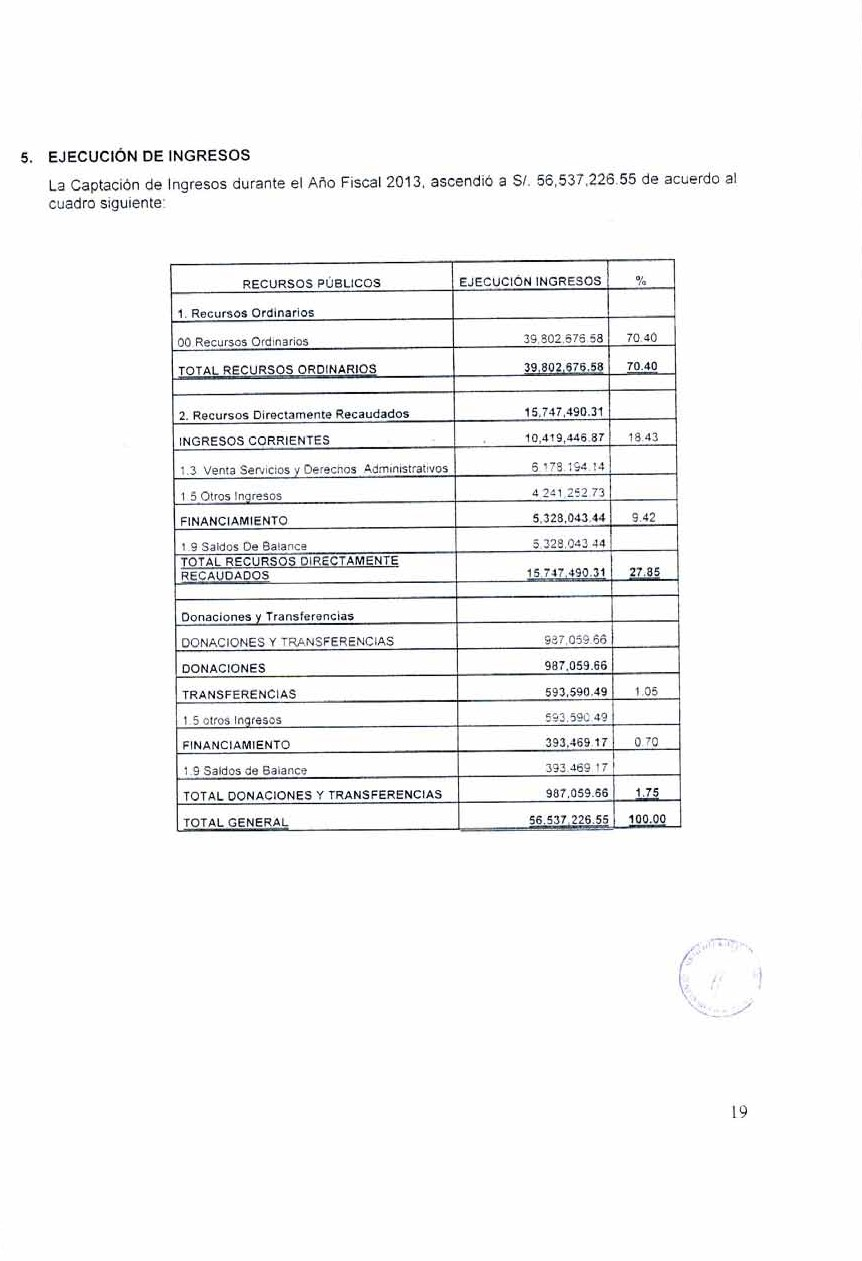 5. EJECUCIÓN DE INGRESOS
La Captación de Ingresos durante el Año Fiscal 2013, ascendió a S/. 56,537,226.55 de acuerdo al
cuadro siguiente:
RECURSOS PÚBLICOS EJECUCIÓN INGRESOS %
1. Recursos Ordinarios
00 Recursos Ordinarios 39,802,676.58 70.40
TOTAL RECURSOS ORDINARIOS 39,802,676.58 70.40
2. Recursos Directamente Recaudados 15,747,490.31
INGRESOS CORRIENTES 10,419,446.87 18.43
1.3 Venta Servicios y Derechos Administrativos 6,178,194.14
1.5 Otros Ingresos 4,241,252.73
FINANCIAMIENTO 5,328,043.44 9.42
1.9 Saldos De Balance 5,328,043.44
TOTAL RECURSOS DIRECTAMENTE
RECAUDADOS 15,747,490.31 27.85
Donaciones y Transferencias
DONACIONES Y TRANSFERENCIAS 987,059.66
DONACIONES 987,059.66
TRANSFERENCIAS 593,590.49 1.05
1.5 otros Ingresos 593,590.49
FINANCIAMIENTO 393,469.17 0.70
1.9 Saldos de Balance 393,469.17
TOTAL DONACIONES Y TRANSFERENCIAS 987,059.66 1.75
TOTAL GENERAL 56,537,226.55 100.00
19